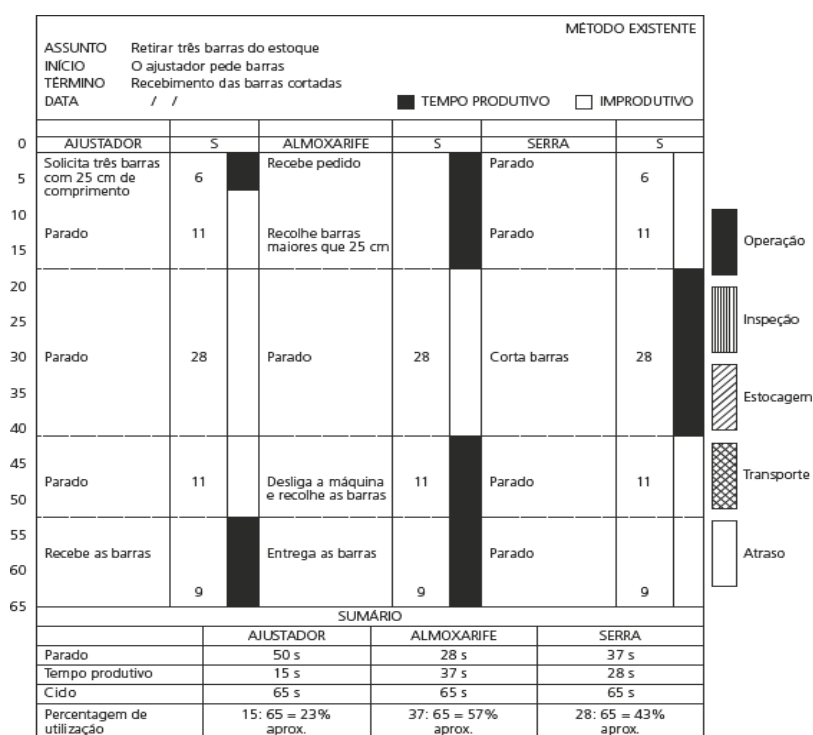 MÉTODO EXISTENTE
ASSUNTO Retirar três barras do estoque
INÍCIO O ajustador pede barras
TÉRMINO Recebimento das barras cortadas
DATA / / TEMPO PRODUTIVO IMPRODUTIVO
0 AJUSTADOR S ALMOXARIFE S SERRA S
Solicita três barras Recebe pedido Parado
5 com 25 cm de 6 6
comprimento
10
Parado 11 Recolhe barras Parado 11 Operação
15 maiores que 25 cm
20
25 Inspeção
30 Parado 28 Parado 28 Corta barras 28
35 Estocagem
40
45
Parado 11 Desliga a máquina 11 Parado 11 Transporte
50 e recolhe as barras
55
Recebe as barras Entrega as barras Parado Atraso
60
9 9 9
65
SUMÁRIO
AJUSTADOR ALMOXARIFE SERRA
Parado 50 s 28 s 37 s
Tempo produtivo 15 s 37 s 28 s
Ciclo 65 s 65 s 65 s
Percentagem de 15: 65 = 23% 37: 65 = 57% 28: 65 = 43%
utilização aprox. aprox. aprox.